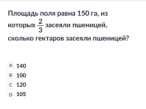 Площадь поля равна 150 га, из
которых 2/3 засеяли пшеницей,
сколько гектаров засеяли пшеницей?
A 140
B 100
C 120
D 105